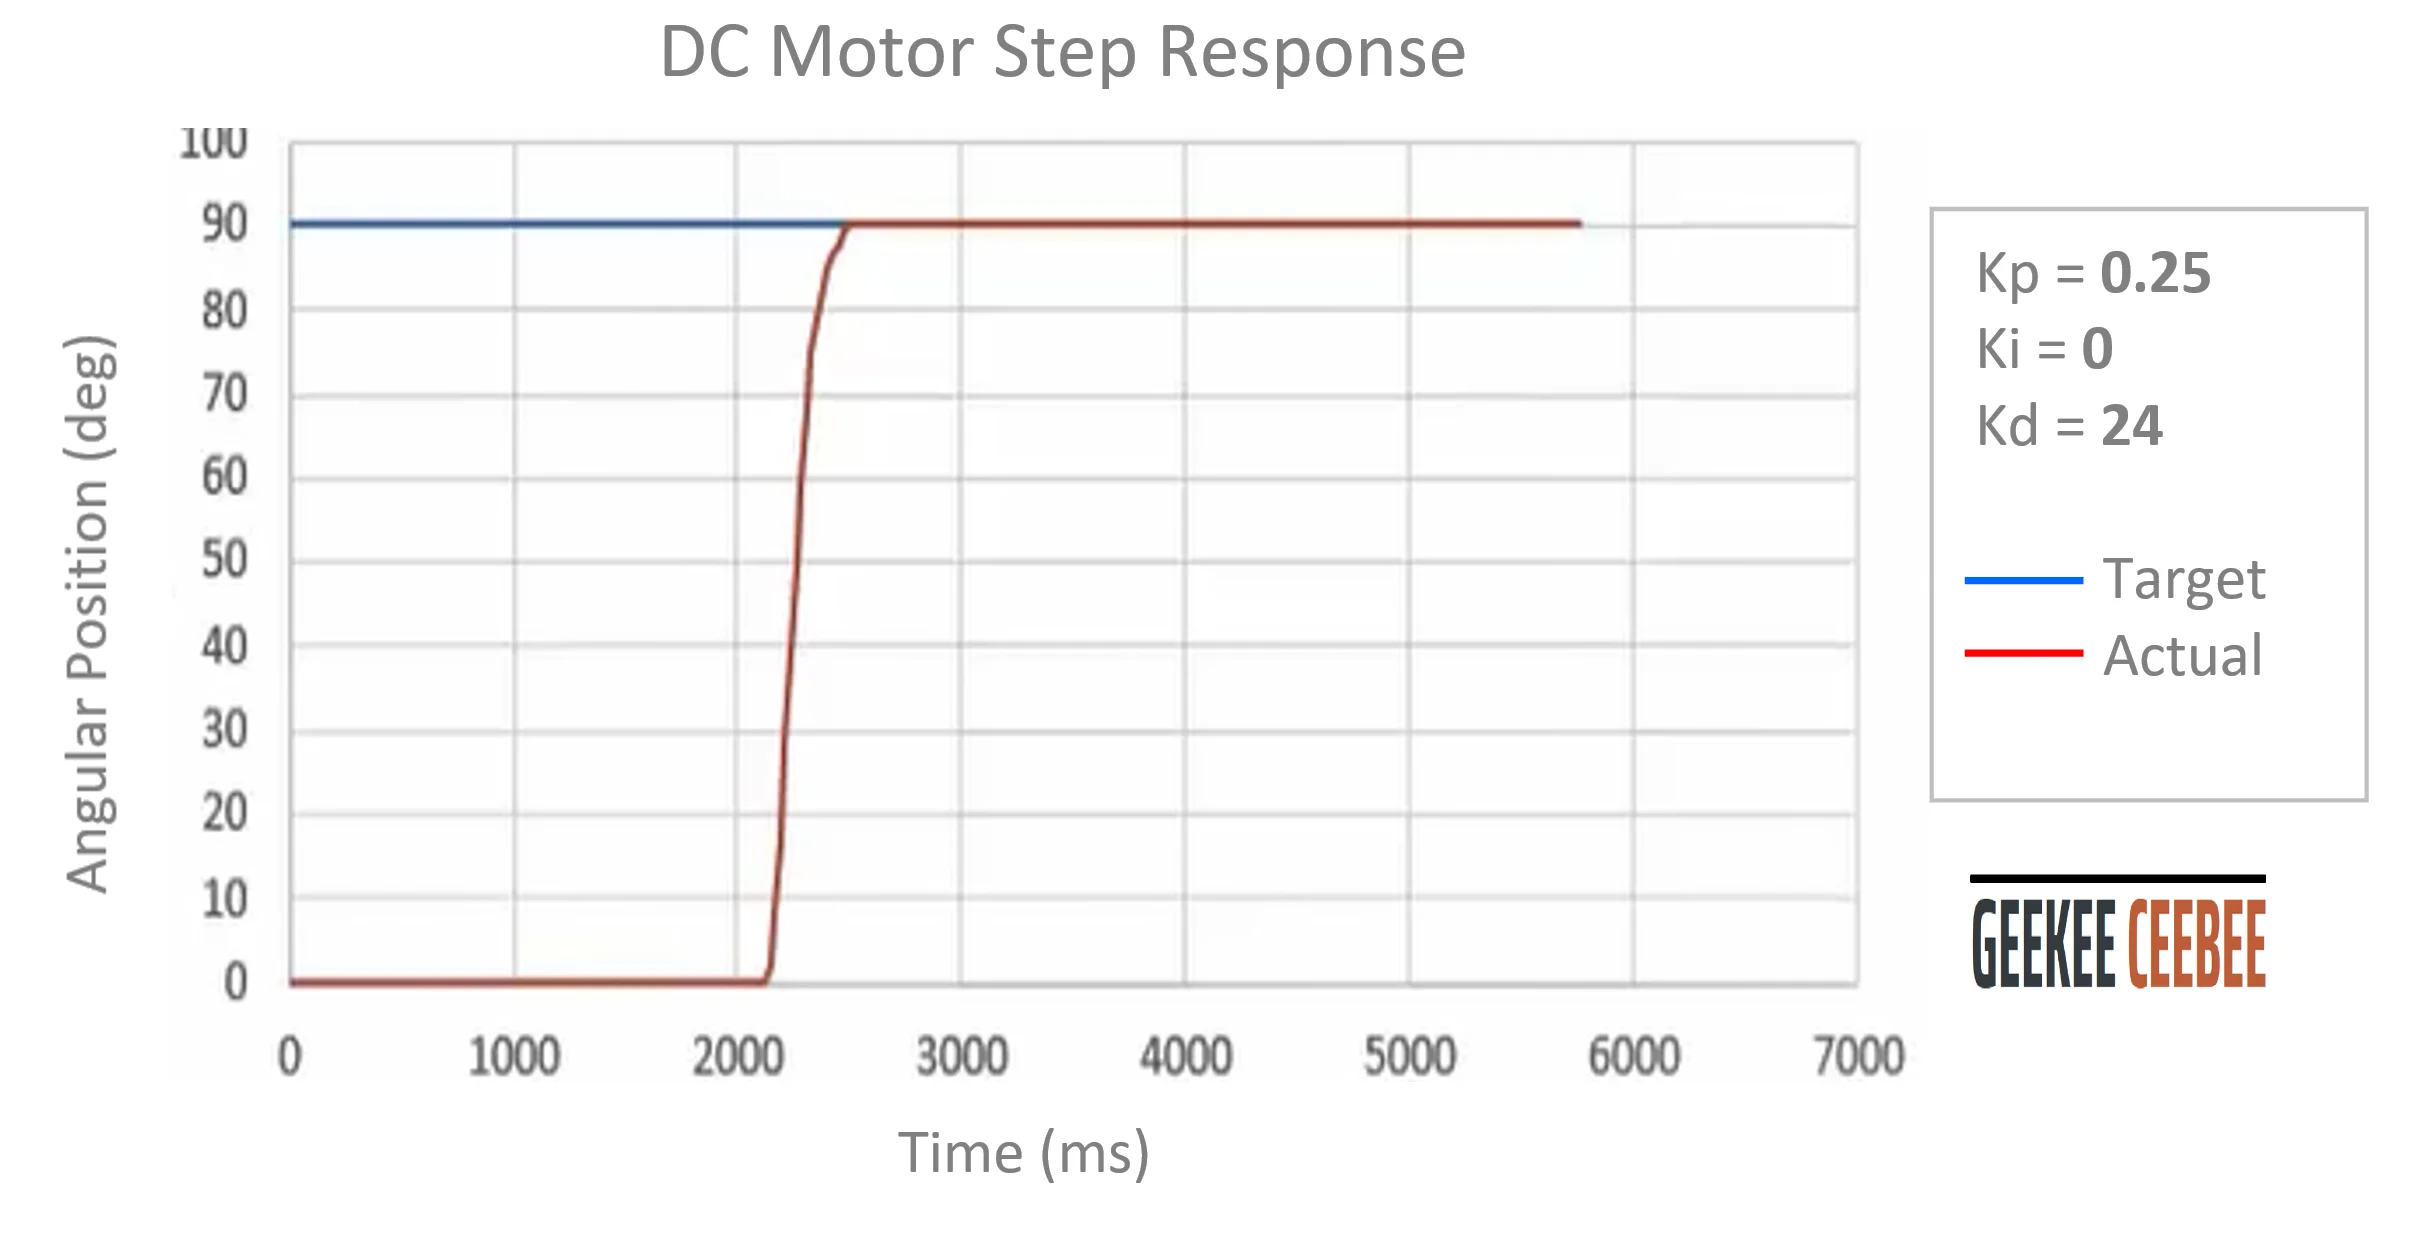 DC Motor Step Response
100
90
80
70
60
50
40
30
20
10
0
Angular Position (deg)
0 1000 2000 3000 4000 5000 6000 7000
Time (ms)
Kp = 0.25
Ki = 0
Kd = 24
Target
Actual
GEEKEE CEEBEE